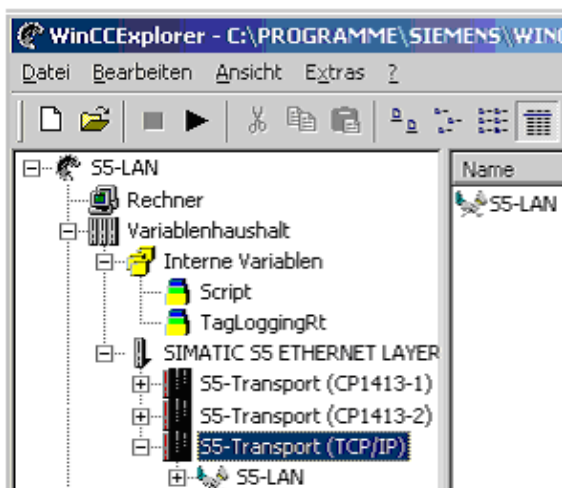 WinCCExplorer - C:\PROGRAMME\SIEMENS\WINC
Datei Bearbeiten Ansicht Extras ?
S5-LAN
Name
Rechner
S5-LAN
Variablenhaushalt
Interne Variablen
Script
TagLoggingRt
SIMATIC S5 ETHERNET LAYER
S5-Transport (CP1413-1)
S5-Transport (CP1413-2)
S5-Transport (TCP/IP)
S5-LAN